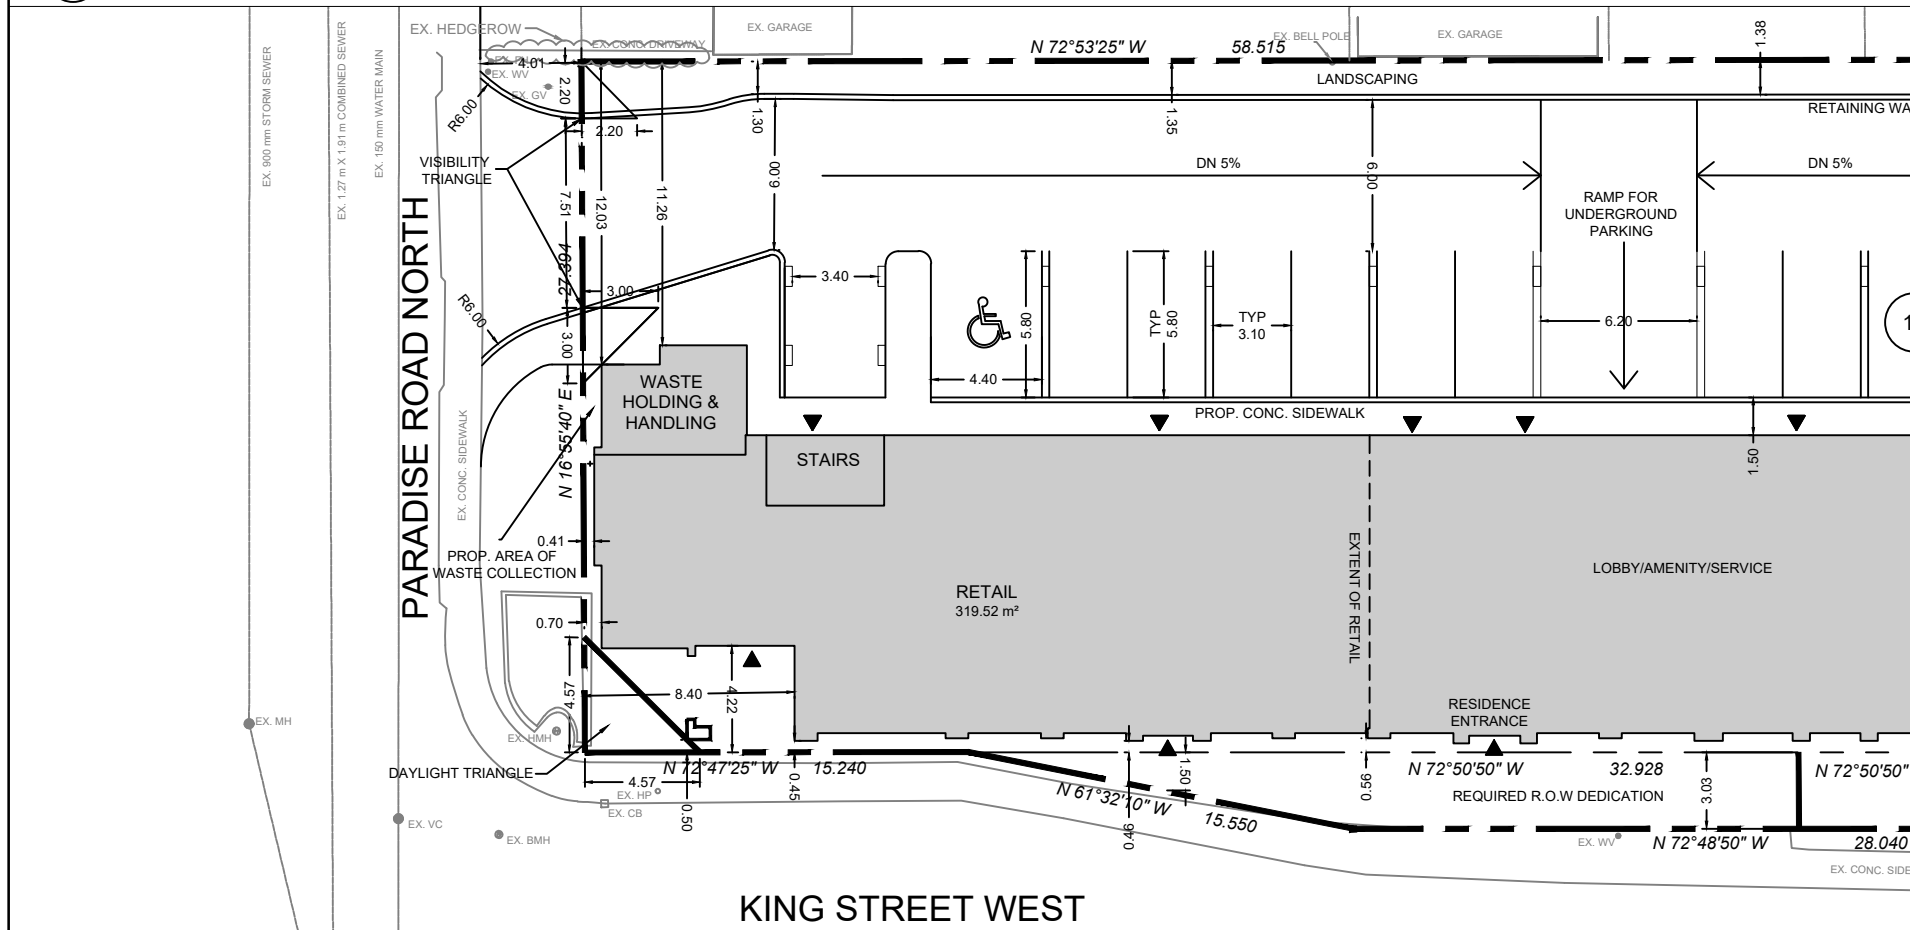 EX. HEDGEROW
EX. CONC. DRIVEWAY
EX. GARAGE
N 72°53'25" W
58.515
EX. BELL POLE
EX. GARAGE
1.38
4.01
EX. WV
EX. GV
2.20
R6.00
2.20
1.30
1.35
LANDSCAPING
RETAINING WA
EX. 900 mm STORM SEWER
EX. 1.27 m X 1.91 m COMBINED SEWER
EX. 150 mm WATER MAIN
VISIBILITY
TRIANGLE
7.51
12.03
11.26
6.00
6.00
DN 5%
DN 5%
RAMP FOR
UNDERGROUND
PARKING
PARADISE ROAD NORTH
27.364
3.00
R6.00
3.00
3.40
5.80
TYP
5.80
TYP
3.10
6.20
1
4.40
WASTE
HOLDING &
HANDLING
PROP. CONC. SIDEWALK
N 16°55'40" E
EX. CONC. SIDEWALK
STAIRS
1.50
0.41
PROP. AREA OF
WASTE COLLECTION
EXTENT OF RETAIL
LOBBY/AMENITY/SERVICE
RETAIL
319.52 m²
0.70
4.57
8.40
4.22
RESIDENCE
ENTRANCE
EX. MH
EX. HMH
DAYLIGHT TRIANGLE
4.57
N 72°47'25" W
15.240
0.45
0.50
EX. HP
EX. CB
EX. VC
EX. BMH
N 61°32'10" W
15.550
1.50
0.46
0.56
N 72°50'50" W
32.928
N 72°50'50"
REQUIRED R.O.W DEDICATION
3.03
EX. WV
N 72°48'50" W
28.040
EX. CONC. SIDE
KING STREET WEST